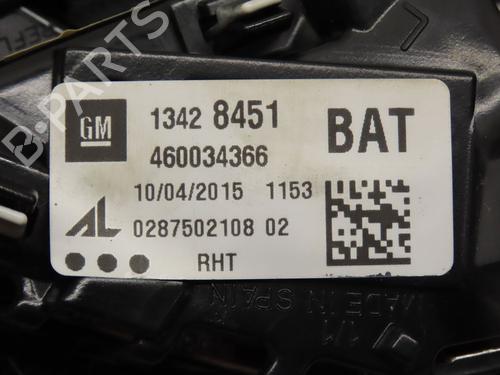 GM 1342 8451 BAT
460034366
10/04/2015 1153
AL 0287502108 02
RHT
MADE IN SPAIN
B-PARTS